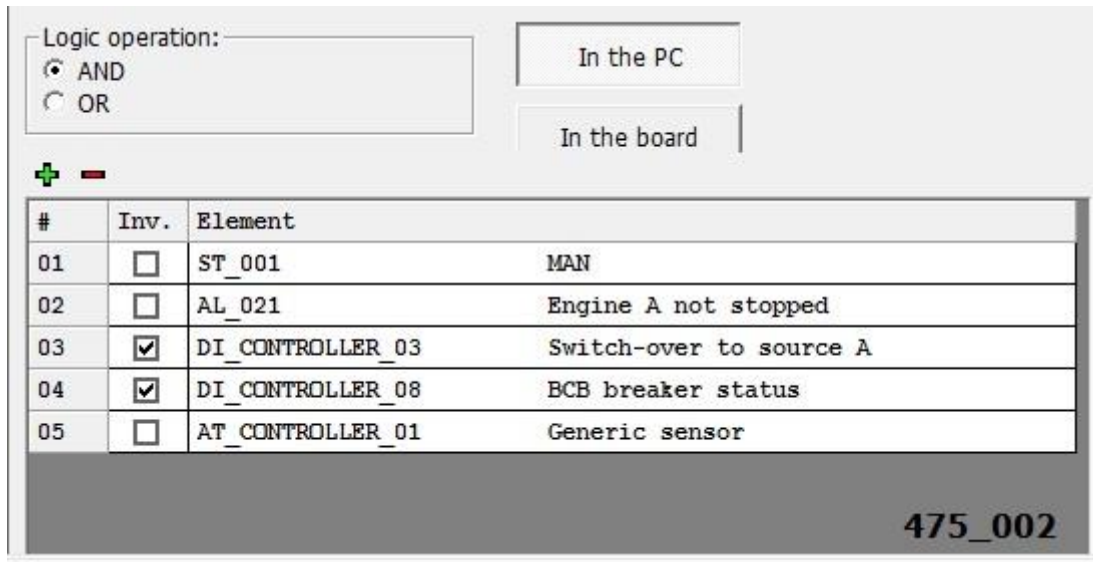 Logic operation:
AND
OR
In the PC
In the board
# Inv. Element
01 ST_001 MAN
02 AL_021 Engine A not stopped
03 DI_CONTROLLER_03 Switch-over to source A
04 DI_CONTROLLER_08 BCB breaker status
05 AT_CONTROLLER_01 Generic sensor
475_002